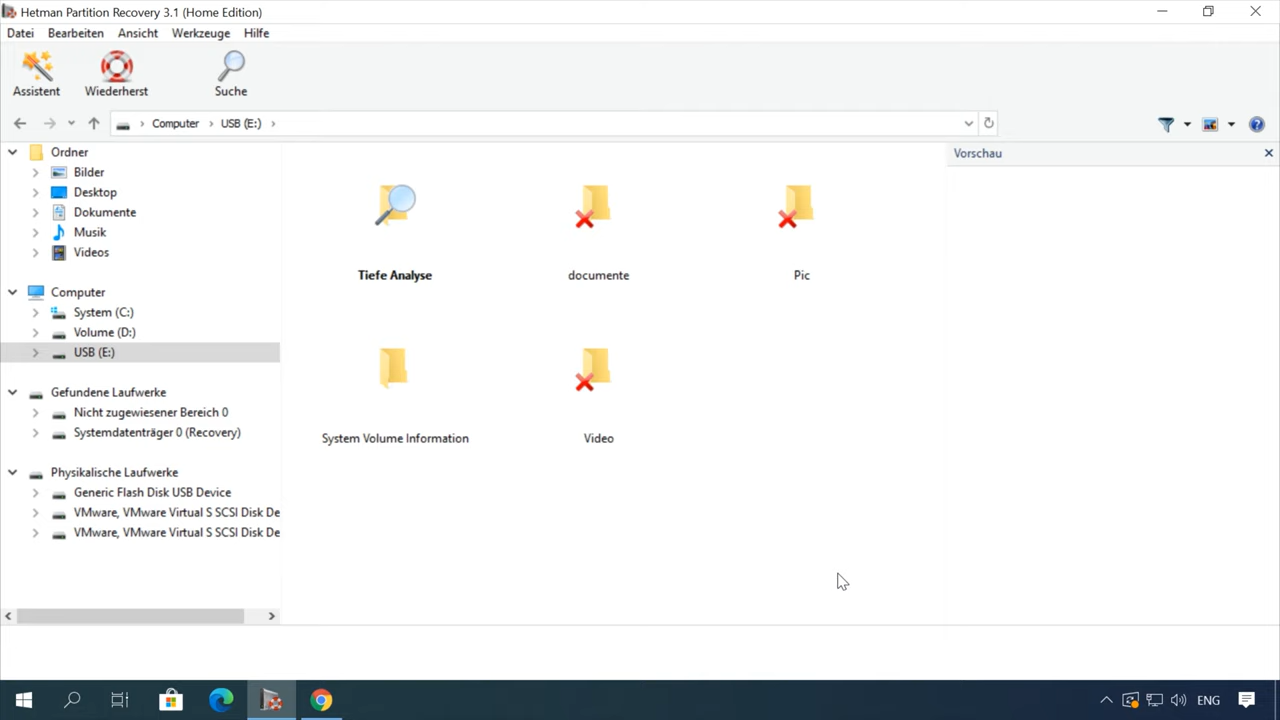 Hetman Partition Recovery 3.1 (Home Edition)
Datei Bearbeiten Ansicht Werkzeuge Hilfe
Assistent Wiederherst Suche
Computer USB (E:)
Ordner
Bilder
Desktop
Dokumente
Musik
Videos
Computer
System (C:)
Volume (D:)
USB (E:)
Gefundene Laufwerke
Nicht zugewiesener Bereich 0
Systemdatenträger 0 (Recovery)
Physikalische Laufwerke
Generic Flash Disk USB Device
VMware, VMware Virtual S SCSI Disk De
VMware, VMware Virtual S SCSI Disk De
Tiefe Analyse documente Pic
System Volume Information Video
Vorschau
ENG